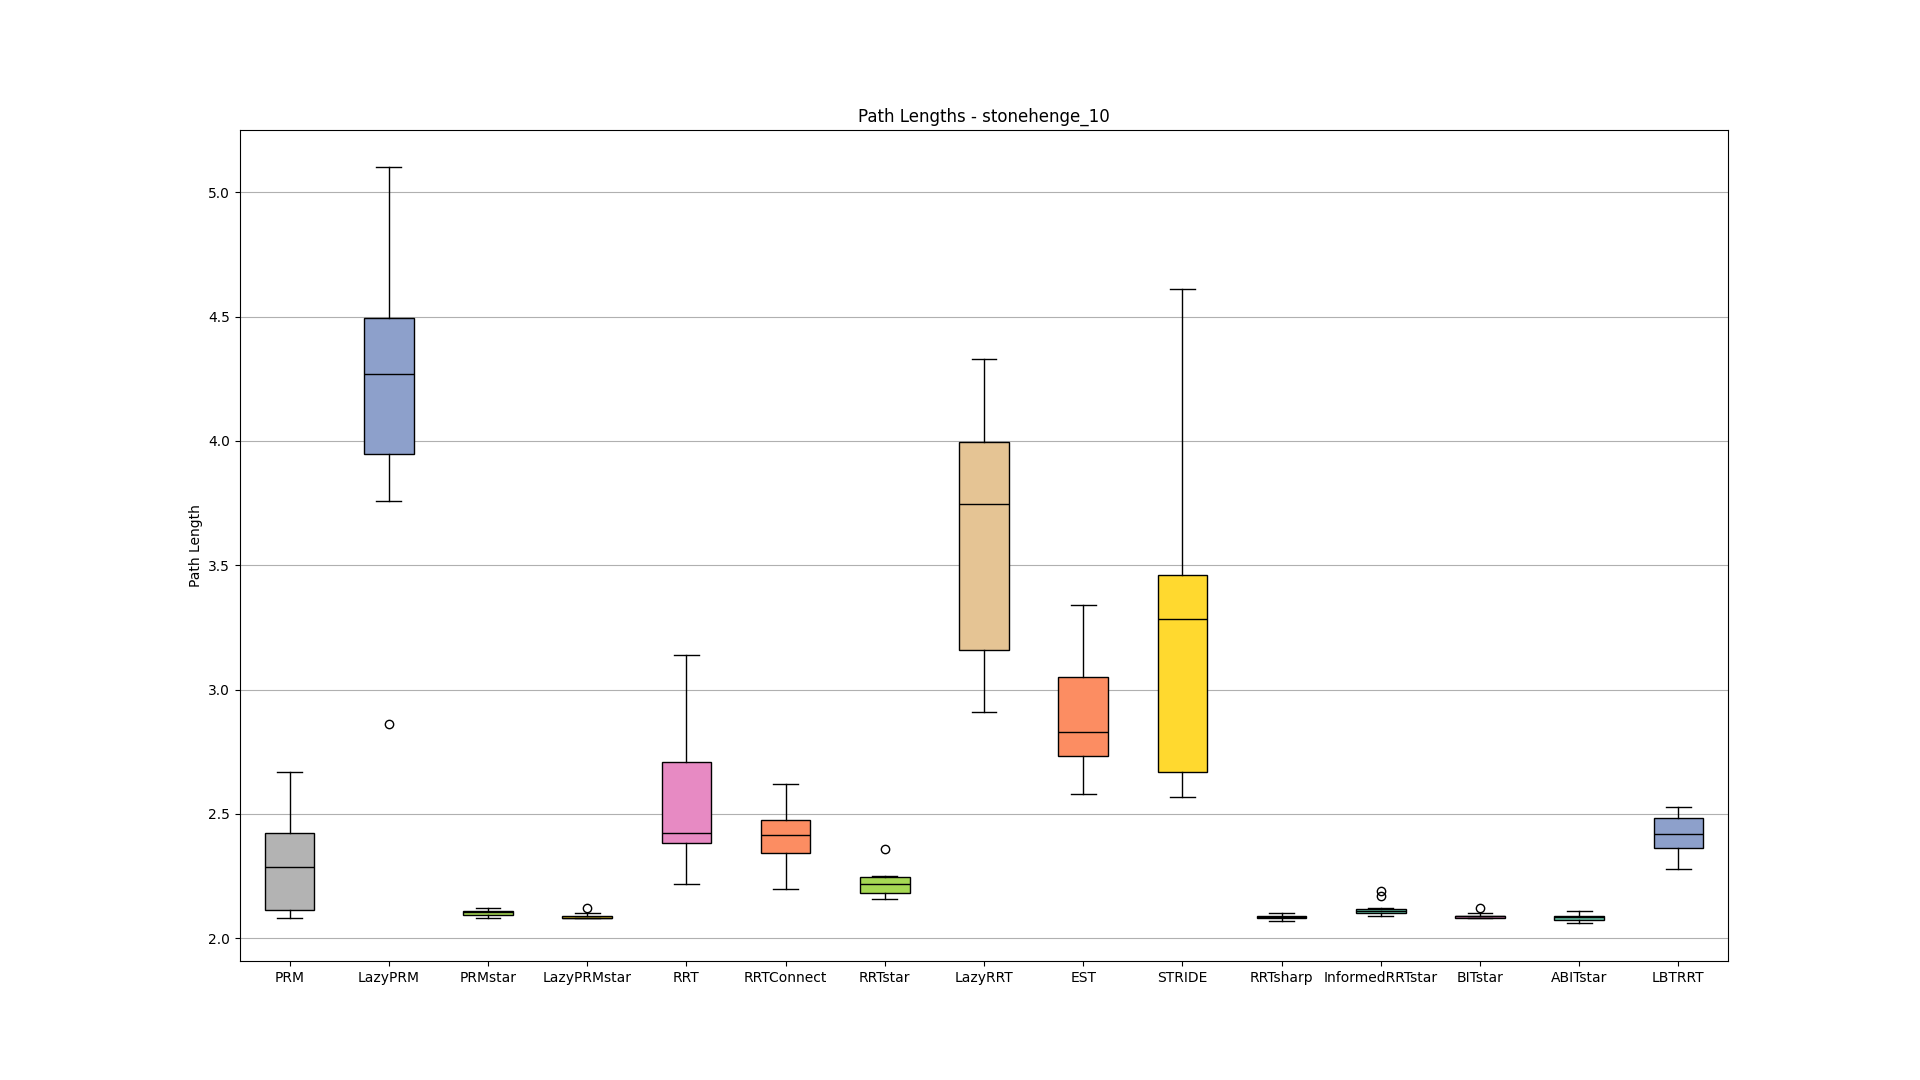 Path Lengths - stonehenge_10
5.0
4.5
4.0
3.5
3.0
2.5
2.0
Path Length
PRM LazyPRM PRMstar LazyPRMstar RRT RRTConnect RRTstar LazyRRT EST STRIDE RRTsharp InformedRRTstar BITstar ABITstar LBTRRT